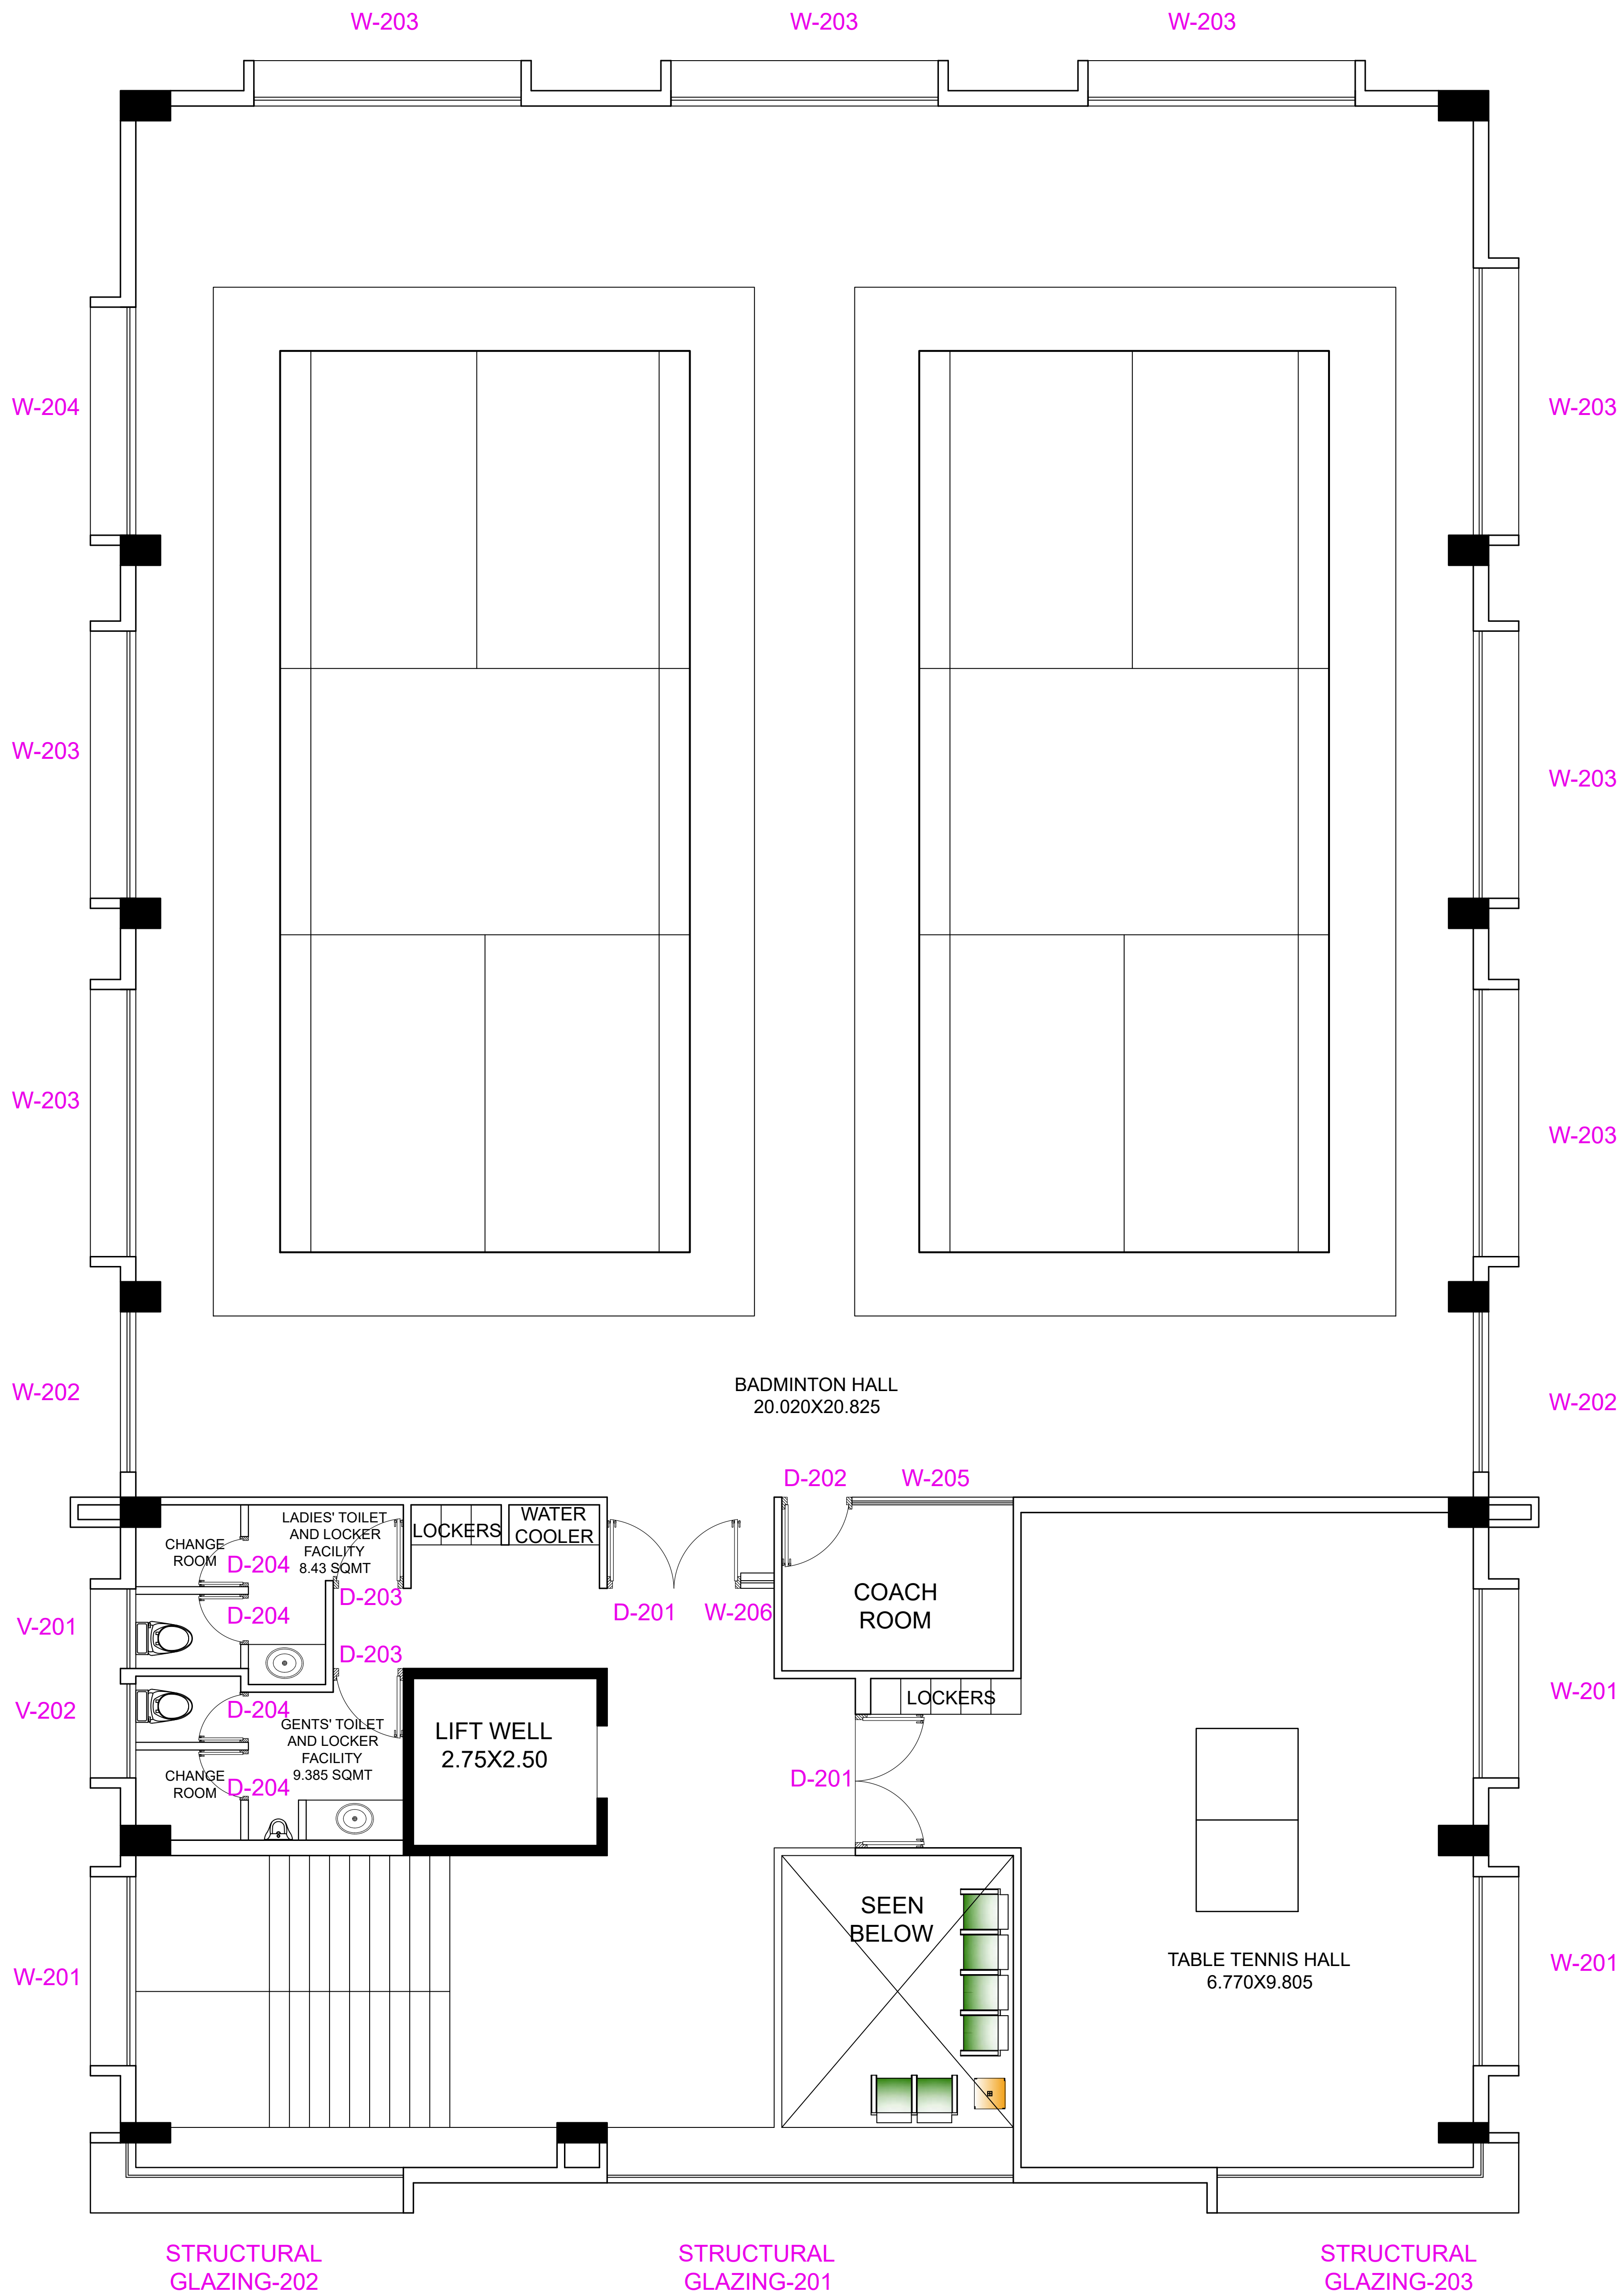 W-203
W-203
W-203
W-204
W-203
W-203
W-203
W-203
W-203
W-202
BADMINTON HALL
20.020X20.825
W-202
D-202
W-205
LADIES' TOILET
AND LOCKER
FACILITY
8.43 SQMT
CHANGE
ROOM
D-204
LOCKERS
WATER
COOLER
D-203
D-201
W-206
COACH
ROOM
V-201
D-204
D-203
V-202
D-204
GENTS' TOILET
AND LOCKER
FACILITY
9.385 SQMT
CHANGE
ROOM
D-204
LIFT WELL
2.75X2.50
LOCKERS
W-201
D-201
SEEN
BELOW
TABLE TENNIS HALL
6.770X9.805
W-201
W-201
STRUCTURAL
GLAZING-202
STRUCTURAL
GLAZING-201
STRUCTURAL
GLAZING-203